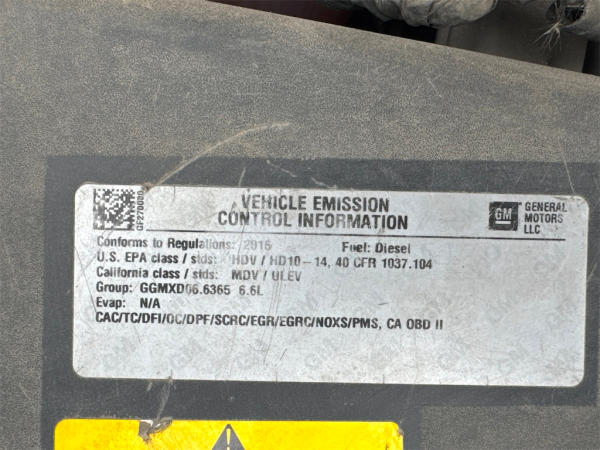 VEHICLE EMISSION
CONTROL INFORMATION
GM
GENERAL
MOTORS
LLC
Conforms to Regulations: 2016 Fuel: Diesel
U.S. EPA class / stds: HDV / HD10-14, 40 CFR 1037.104
California class / stds: MDV / ULEV
Group: GGMXD06.6365 6.6L
Evap: N/A
CAC/TC/DFI/OC/DPF/SCRC/EGR/EGRC/NOXS/PMS, CA OBD II